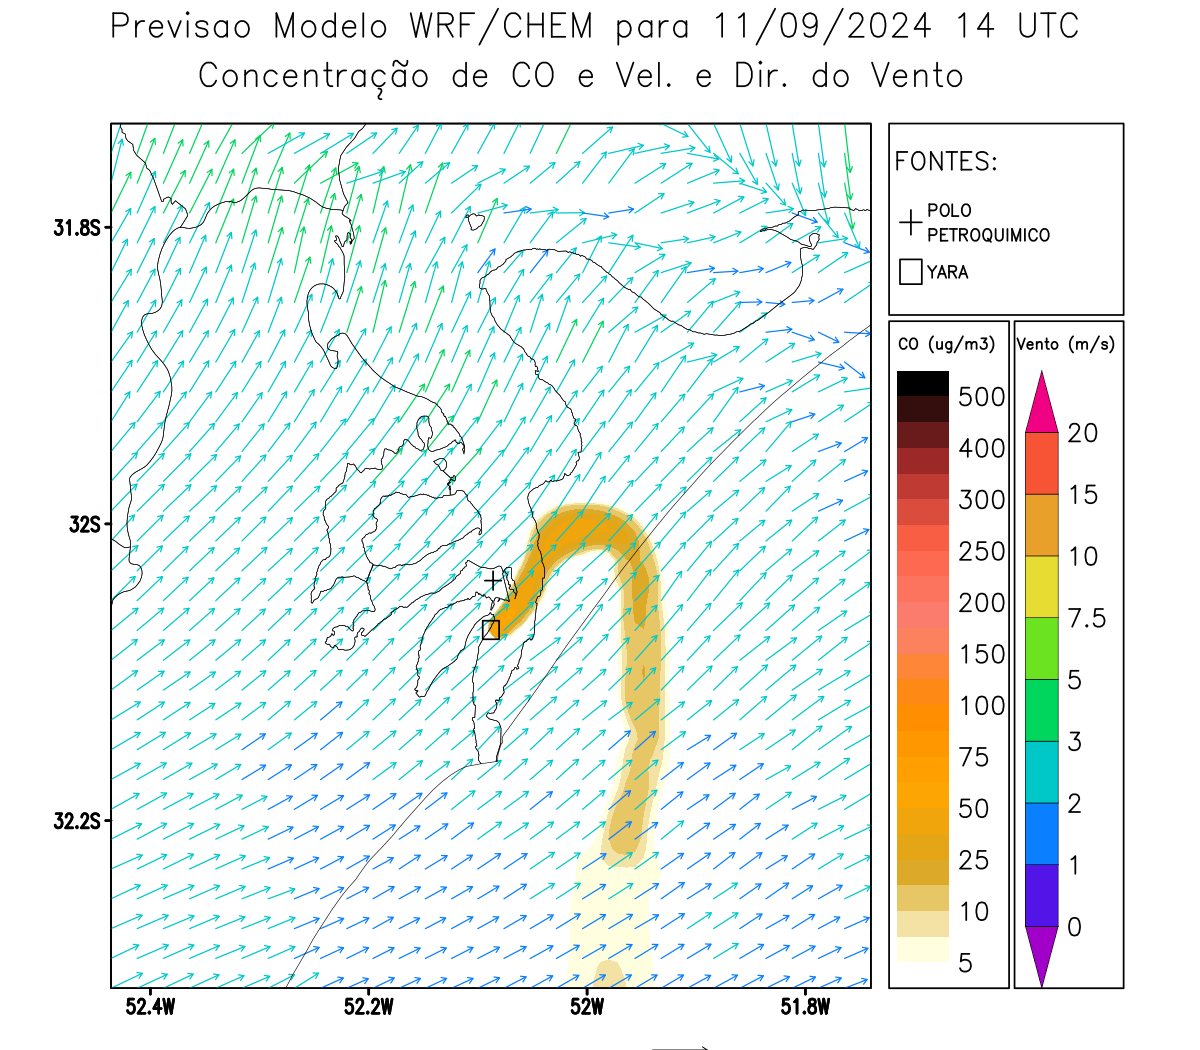 Previsao Modelo WRF/CHEM para 11/09/2024 14 UTC
Concentração de CO e Vel. e Dir. do Vento
FONTES:
POLO
PETROQUIMICO
YARA
CO (ug/m3)
500
400
300
250
200
150
100
75
50
25
10
5
Vento (m/s)
20
15
10
7.5
5
3
2
1
0
31.8S
32S
32.2S
52.4W
52.2W
52W
51.8W